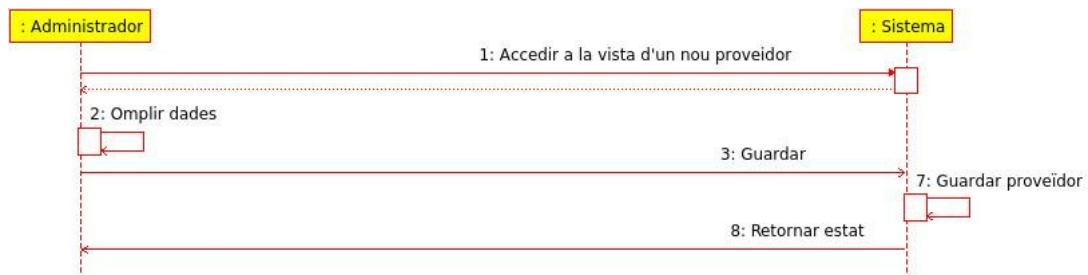 : Administrador
: Sistema
1: Accedir a la vista d'un nou proveidor
2: Omplir dades
3: Guardar
7: Guardar proveïdor
8: Retornar estat